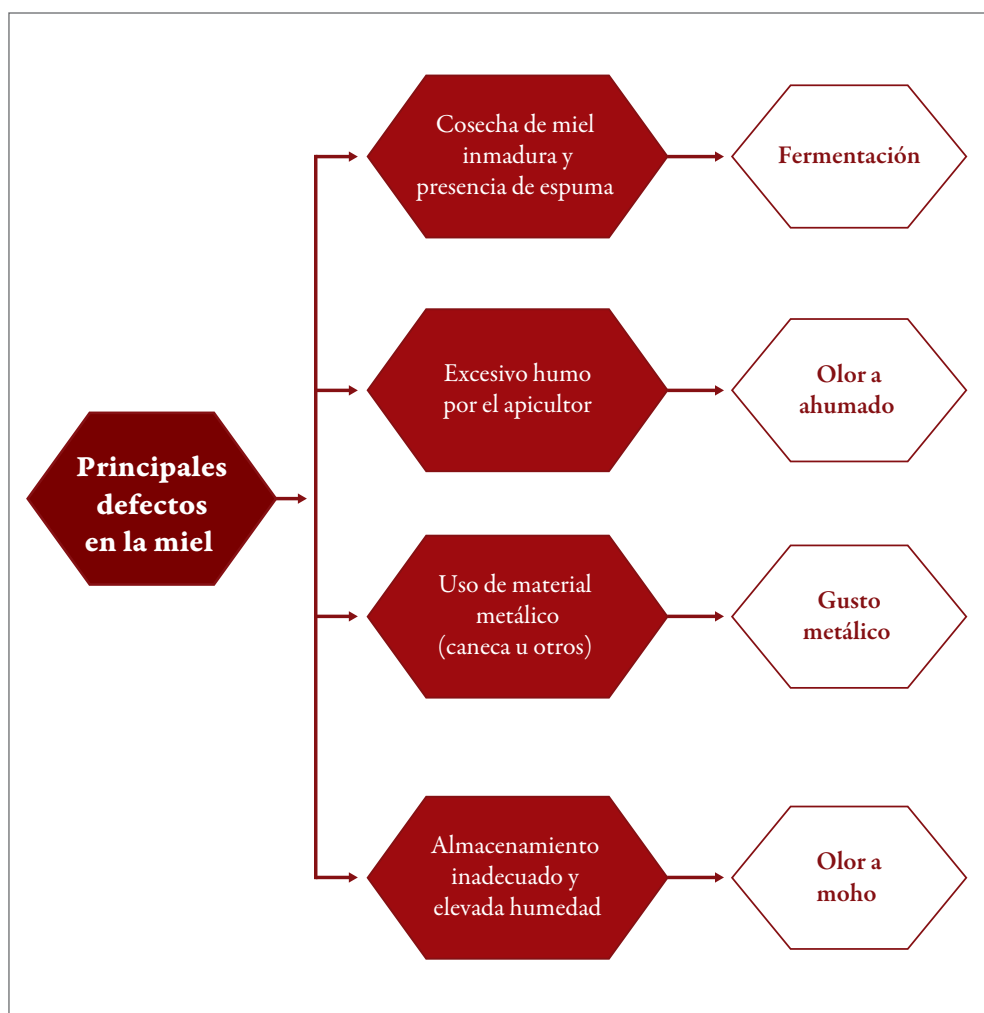 Principales
defectos
en la miel
Cosecha de miel
inmadura y
presencia de espuma
Fermentación
Excesivo humo
por el apicultor
Olor a
ahumado
Uso de material
metálico
(caneca u otros)
Gusto
metálico
Almacenamiento
inadecuado y
elevada humedad
Olor a
moho